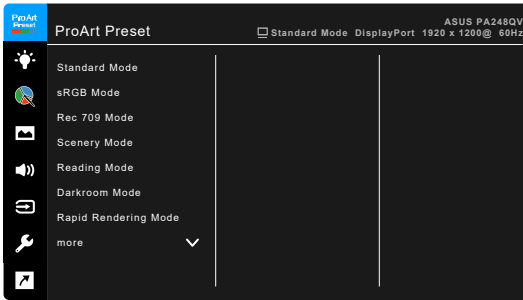 ProArt
Preset
ProArt Preset
ASUS PA248QV
Standard Mode DisplayPort 1920 x 1200@ 60Hz
Standard Mode
sRGB Mode
Rec 709 Mode
Scenery Mode
Reading Mode
Darkroom Mode
Rapid Rendering Mode
more